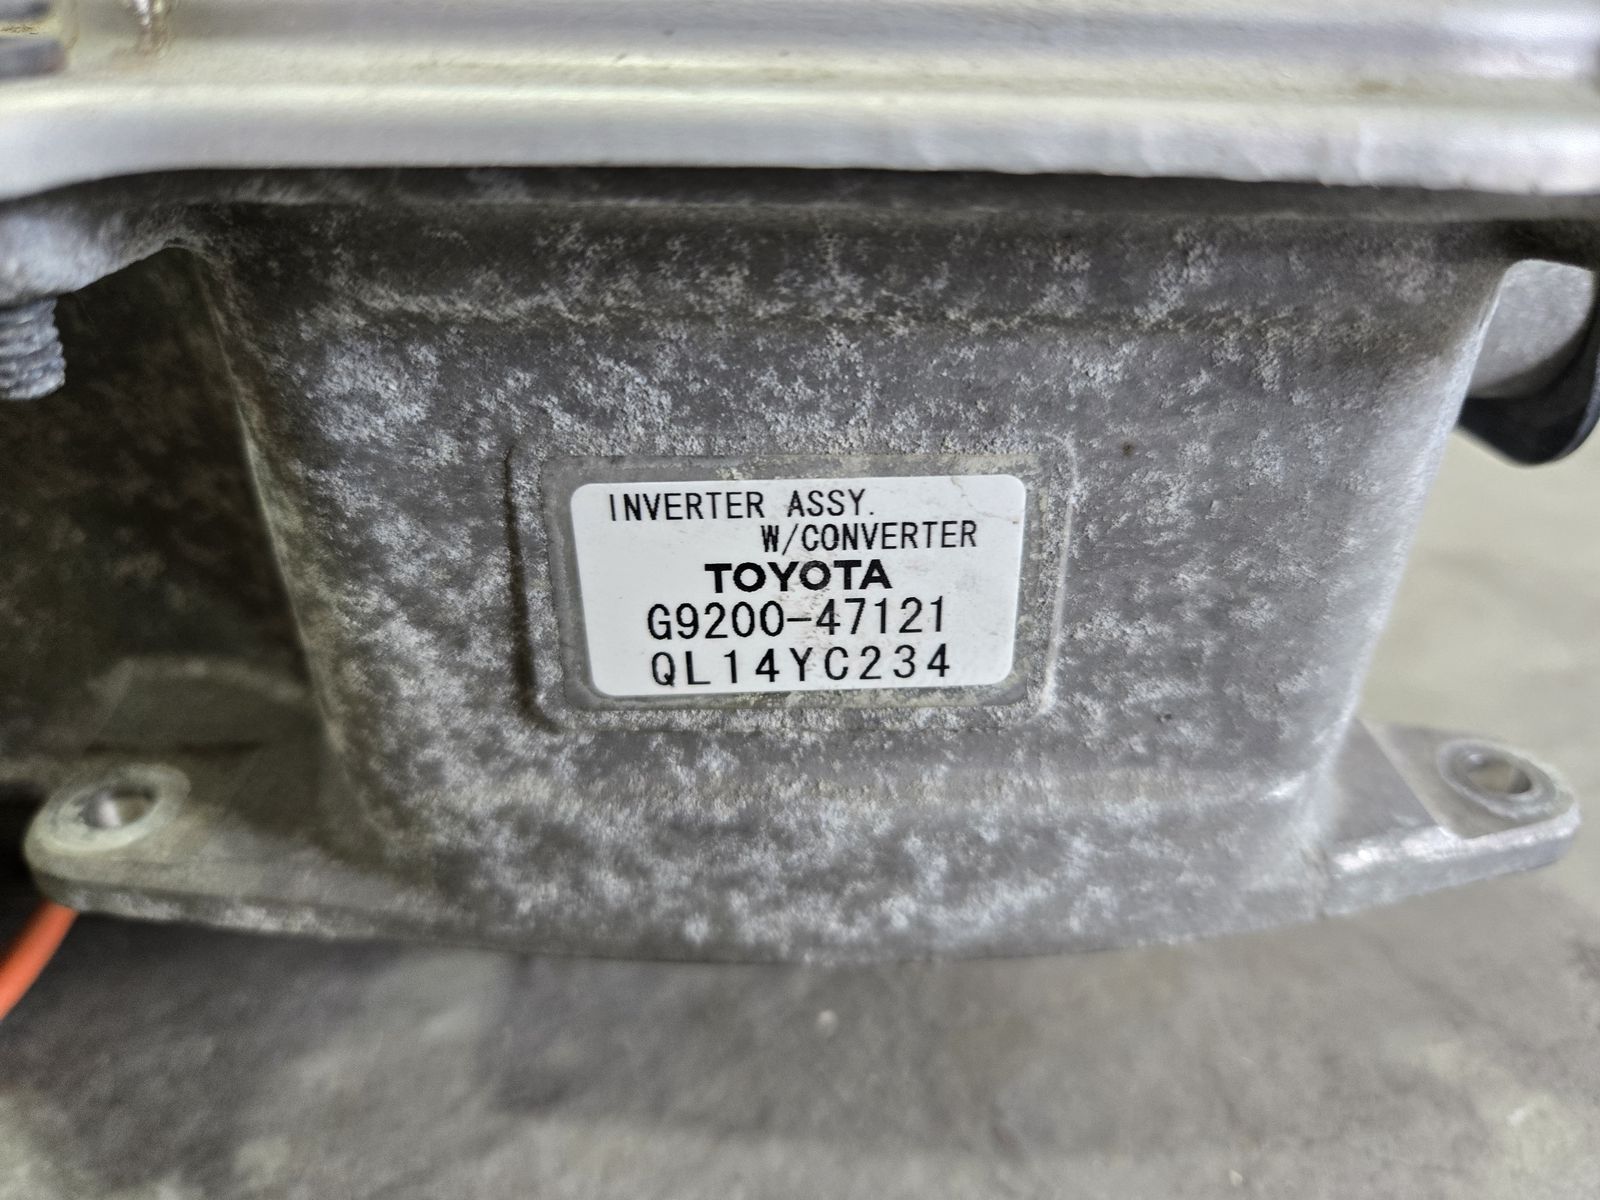 INVERTER ASSY.
W/CONVERTER
TOYOTA
G9200-47121
QL14YC234